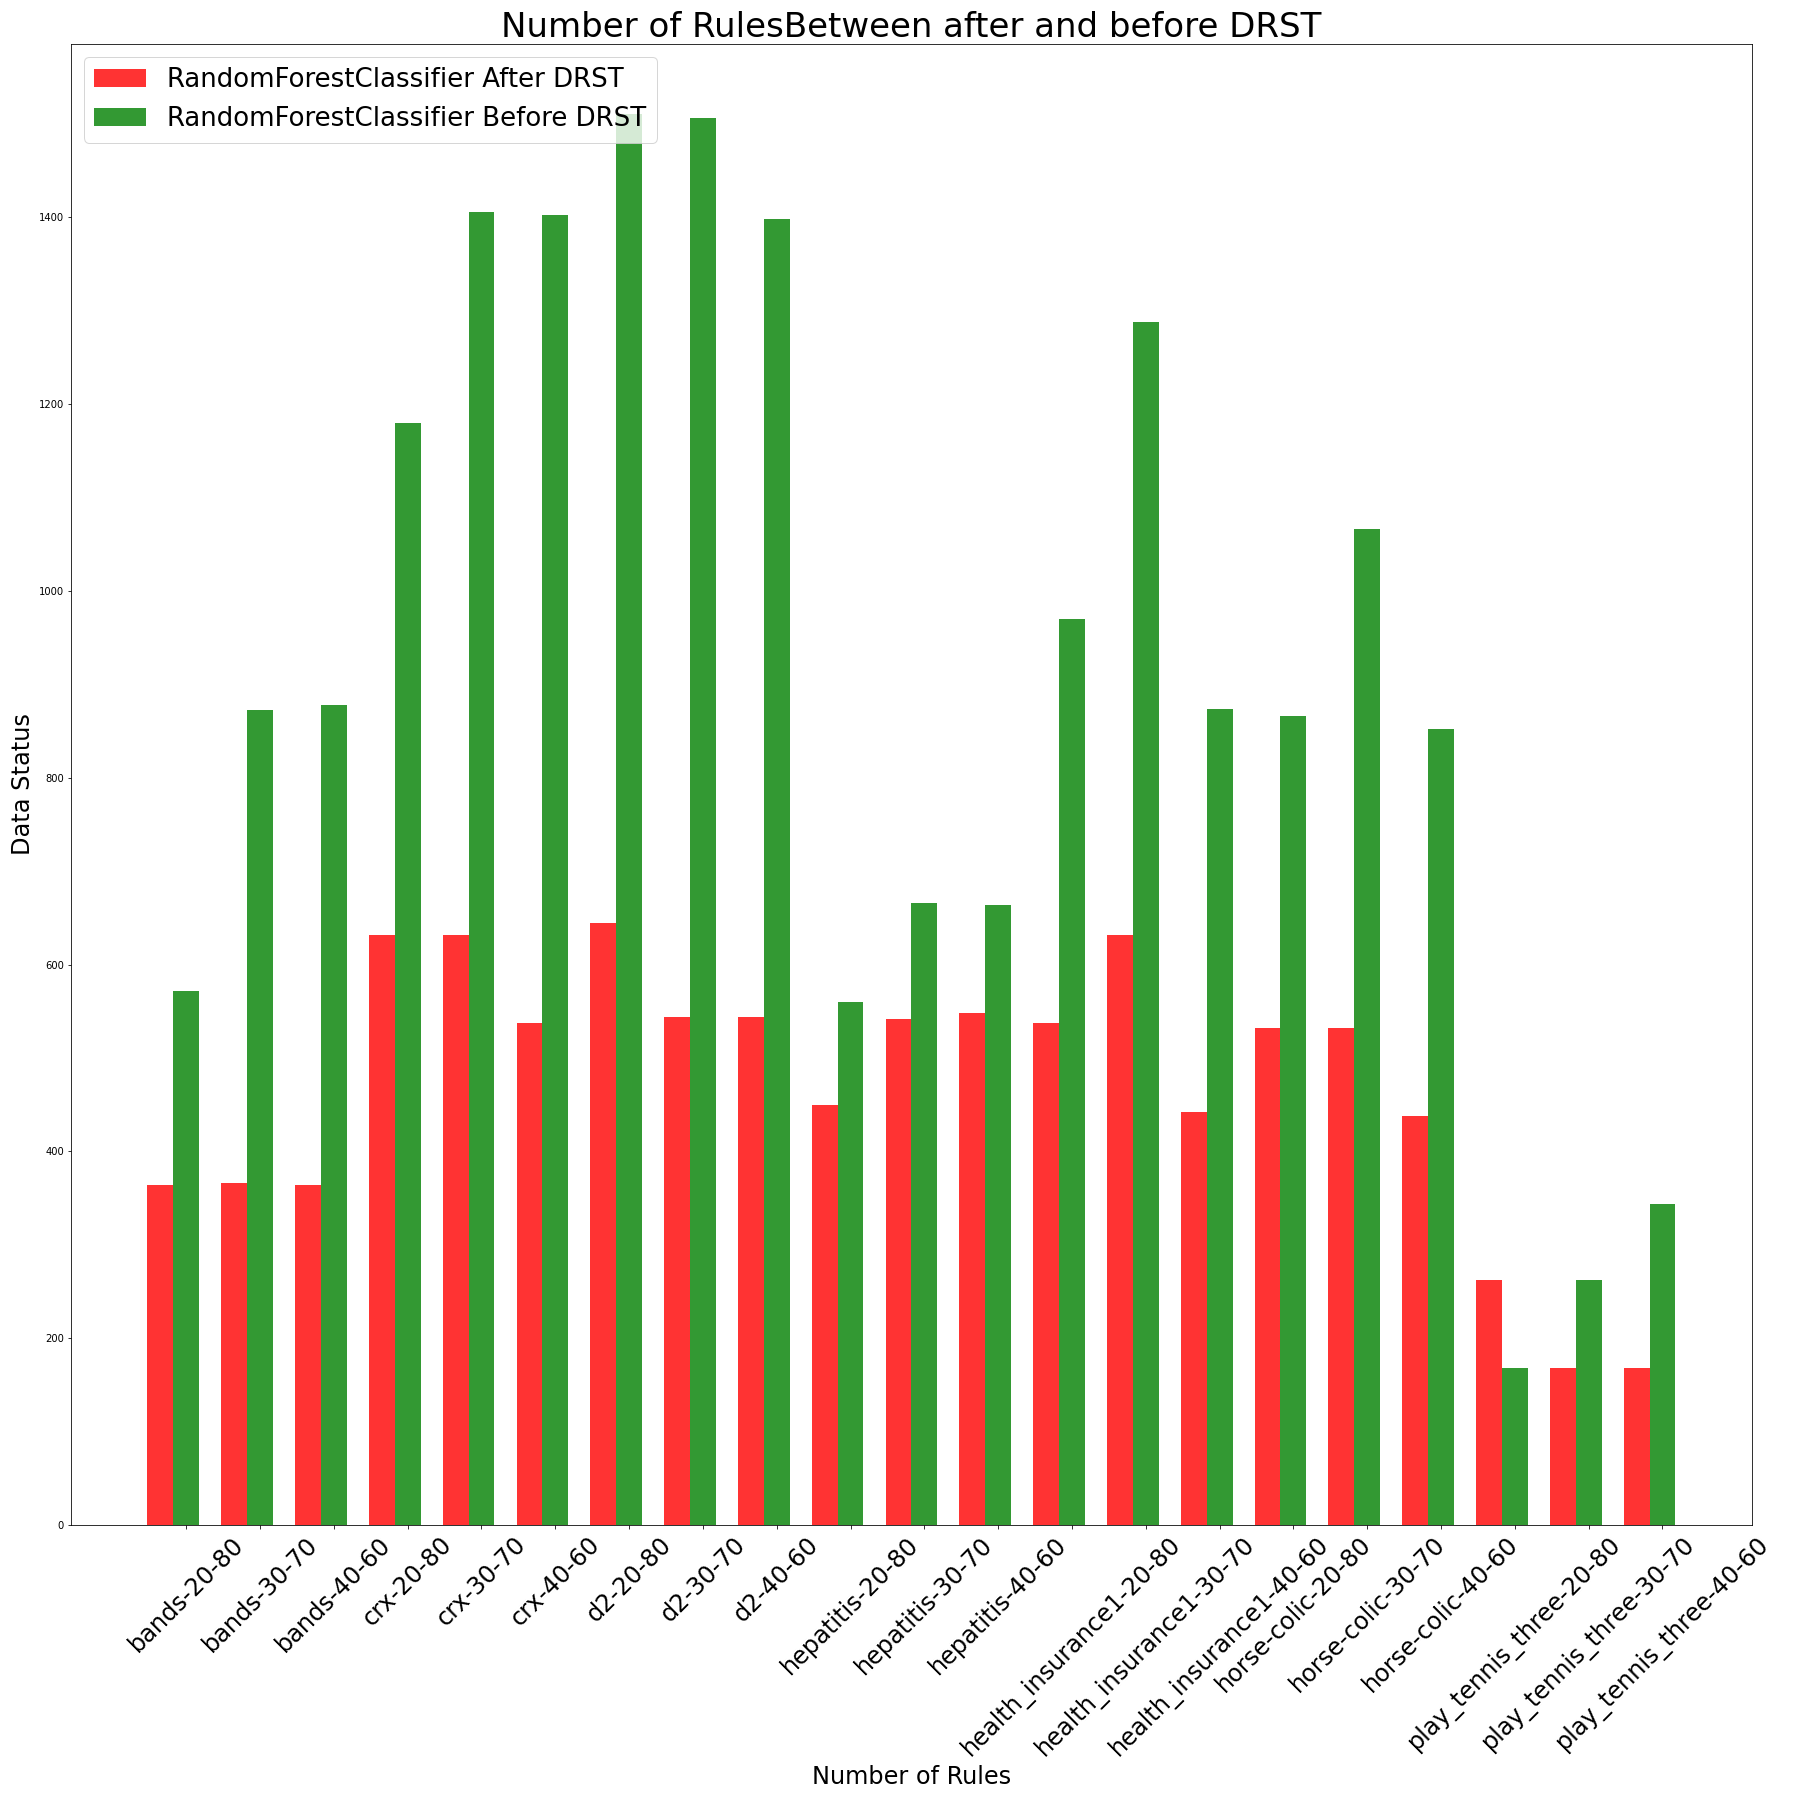 Number of RulesBetween after and before DRST
RandomForestClassifier After DRST
RandomForestClassifier Before DRST
Data Status
1400
1200
1000
800
600
400
200
0
bands-20-80
bands-30-70
bands-40-60
crx-20-80
crx-30-70
crx-40-60
d2-20-80
d2-30-70
d2-40-60
hepatitis-20-80
hepatitis-30-70
hepatitis-40-60
health_insurance1-20-80
health_insurance1-30-70
health_insurance1-40-60
horse-colic-20-80
horse-colic-30-70
horse-colic-40-60
play_tennis_three-20-80
play_tennis_three-30-70
play_tennis_three-40-60
Number of Rules